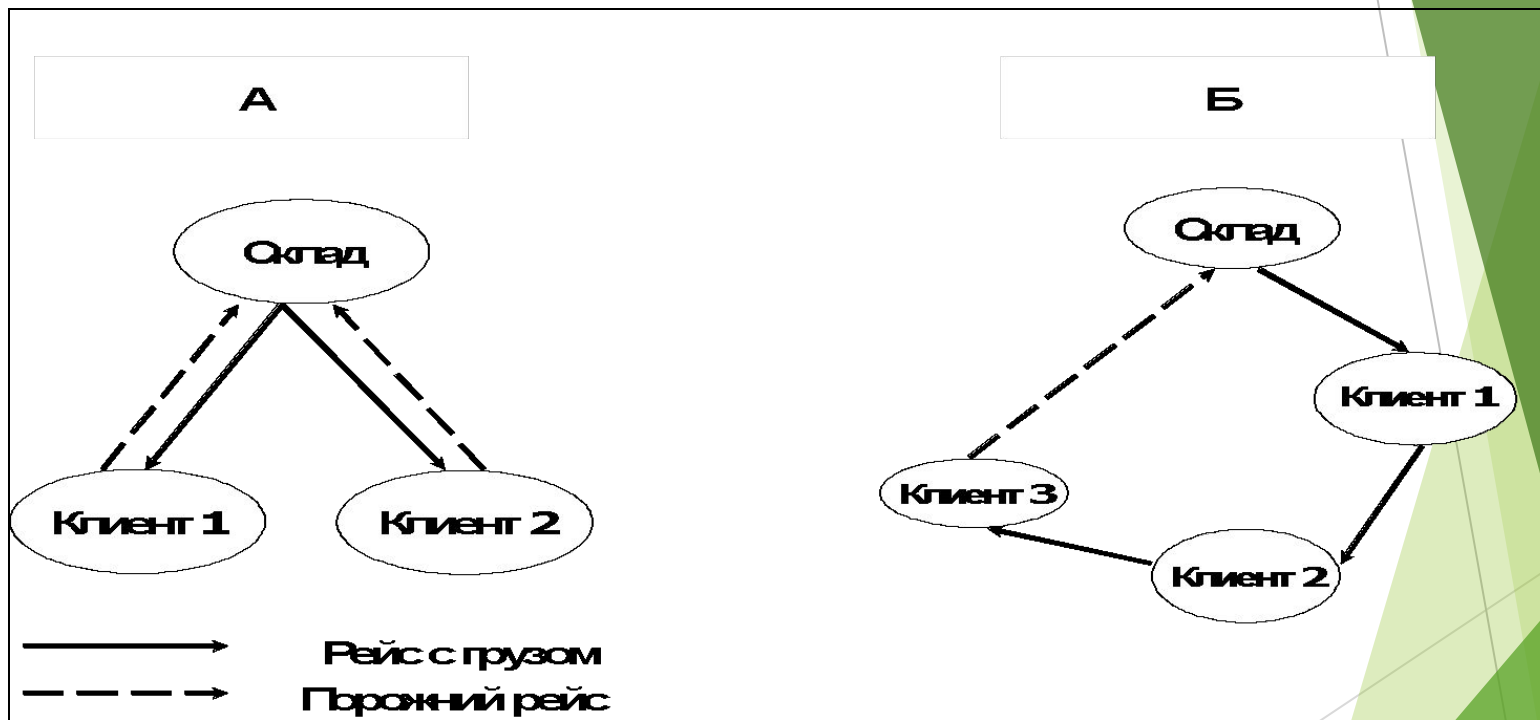 А
Б
Склад
Клиент 1
Клиент 2
Рейс с грузом
Порожний рейс
Склад
Клиент 1
Клиент 3
Клиент 2